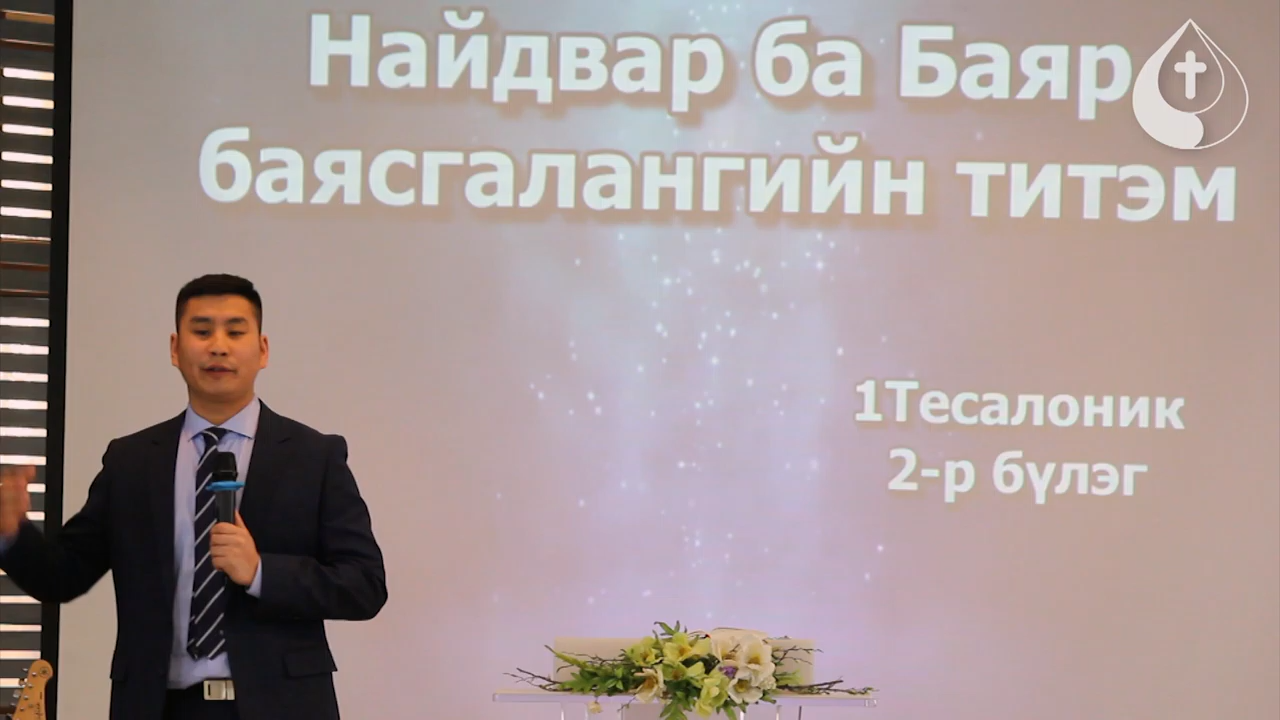 Найдвар ба Баяр
баясгалангийн титэм
1Тесалоник
2-р бүлэг